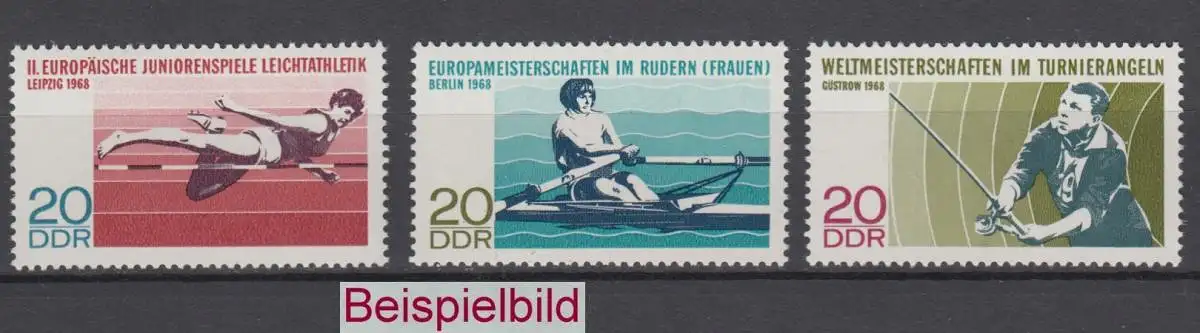 II. EUROPÄISCHE JUNIORENSPIELE LEICHTATHLETIK
LEIPZIG 1968
20
DDR
EUROPAMEISTERSCHAFTEN IM RUDERN (FRAUEN)
BERLIN 1968
20
DDR
WELTMEISTERSCHAFTEN IM TURNIERANGELN
GÜSTROW 1968
9
20
DDR
Beispielbild